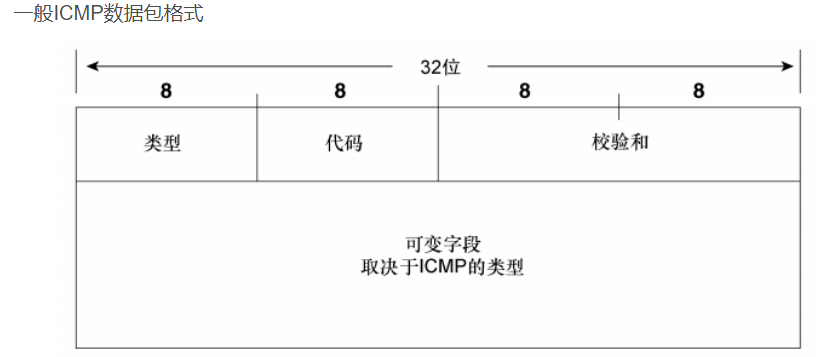 一般ICMP数据包格式
32位
8 8 8 8
类型 代码 校验和
可变字段
取决于ICMP的类型